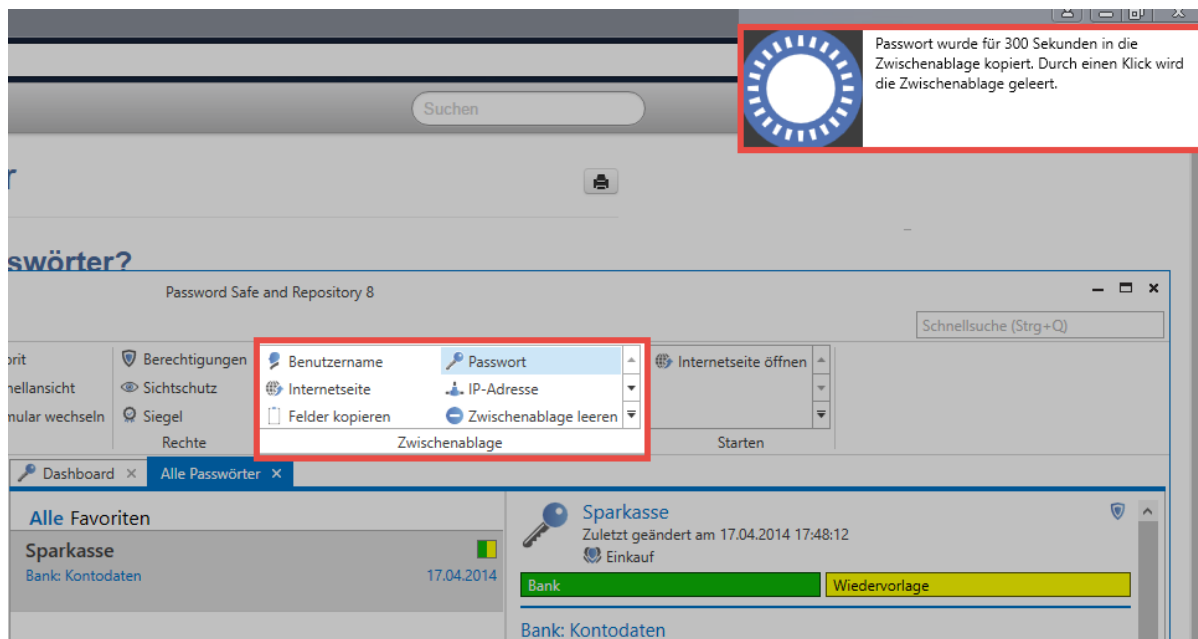 Passwort wurde für 300 Sekunden in die
Zwischenablage kopiert. Durch einen Klick wird
die Zwischenablage geleert.
Suchen
r
swörter?
Password Safe and Repository 8
Schnellsuche (Strg+Q)
orit
nellansicht
mular wechseln
Berechtigungen
Sichtschutz
Siegel
Rechte
Benutzername
Passwort
Internetseite
IP-Adresse
Felder kopieren
Zwischenablage leeren
Zwischenablage
Internetseite öffnen
Starten
Dashboard
Alle Passwörter
Alle Favoriten
Sparkasse
Bank: Kontodaten
17.04.2014
Sparkasse
Zuletzt geändert am 17.04.2014 17:48:12
Einkauf
Bank
Wiedervorlage
Bank: Kontodaten